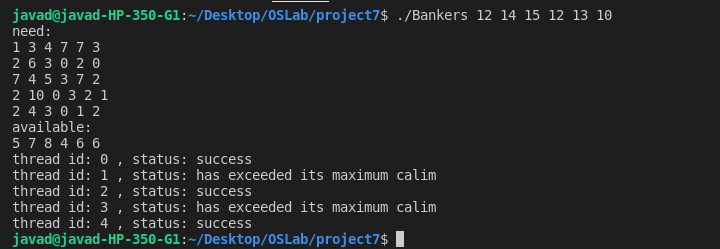 javad@javad-HP-350-G1:~/Desktop/OSLab/project7$ ./Bankers 12 14 15 12 13 10
need:
1 3 4 7 7 3
2 6 3 0 2 0
7 4 5 3 7 2
2 10 0 3 2 1
2 4 3 0 1 2
available:
5 7 8 4 6 6
thread id: 0 , status: success
thread id: 1 , status: has exceeded its maximum calim
thread id: 2 , status: success
thread id: 3 , status: has exceeded its maximum calim
thread id: 4 , status: success
javad@javad-HP-350-G1:~/Desktop/OSLab/project7$